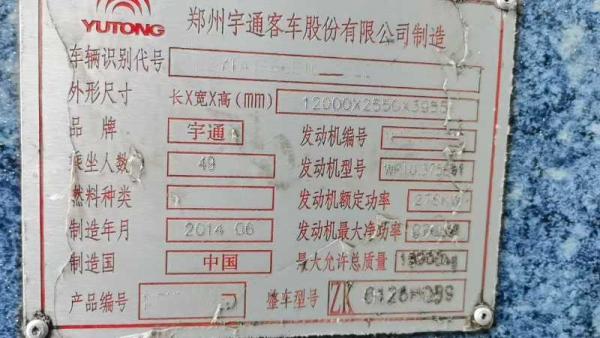 YUTONG 郑州宇通客车股份有限公司制造
车辆识别代号
外形尺寸 长X宽X高(mm) 12000X2550X3955
品牌 宇通 发动机编号
乘坐人数 49 发动机型号
燃料种类 发动机额定功率 276KW
制造年月 2014 06 发动机最大净功率
制造国 中国 最大允许总质量 18000kg
产品编号 整车型号 ZK